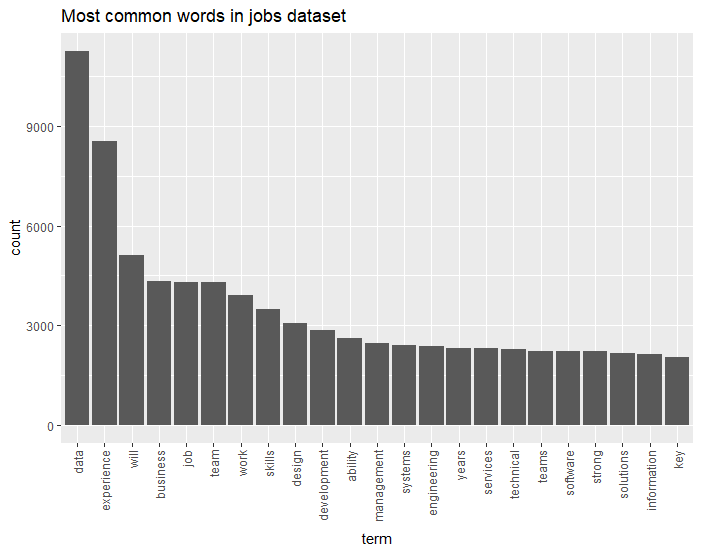 Most common words in jobs dataset
9000
6000
3000
0
count
data
experience
will
business
job
team
work
skills
design
development
ability
management
systems
engineering
years
services
technical
teams
software
strong
solutions
information
key
term